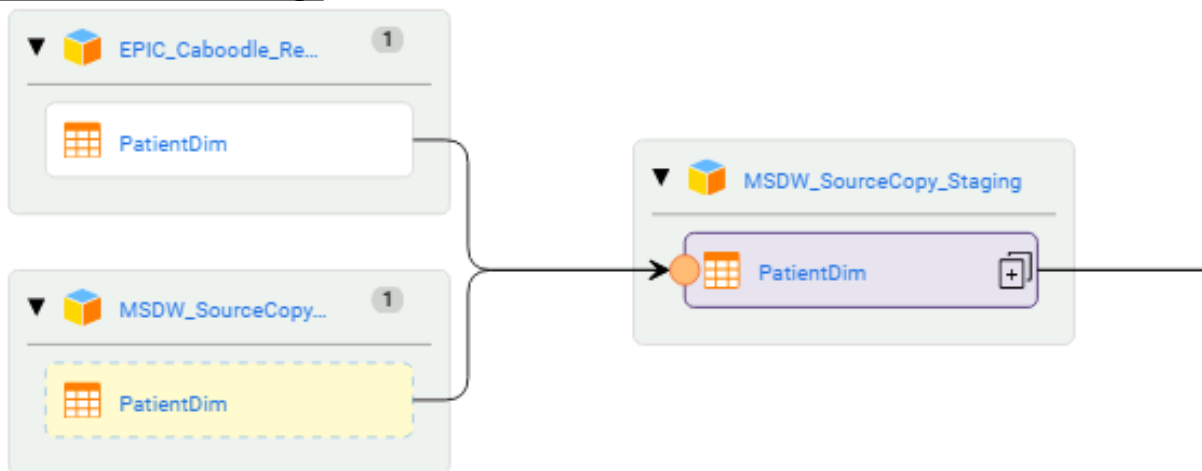 EPIC_Caboodle_Re...
1
PatientDim
MSDW_SourceCopy_Staging
PatientDim
MSDW_SourceCopy...
1
PatientDim